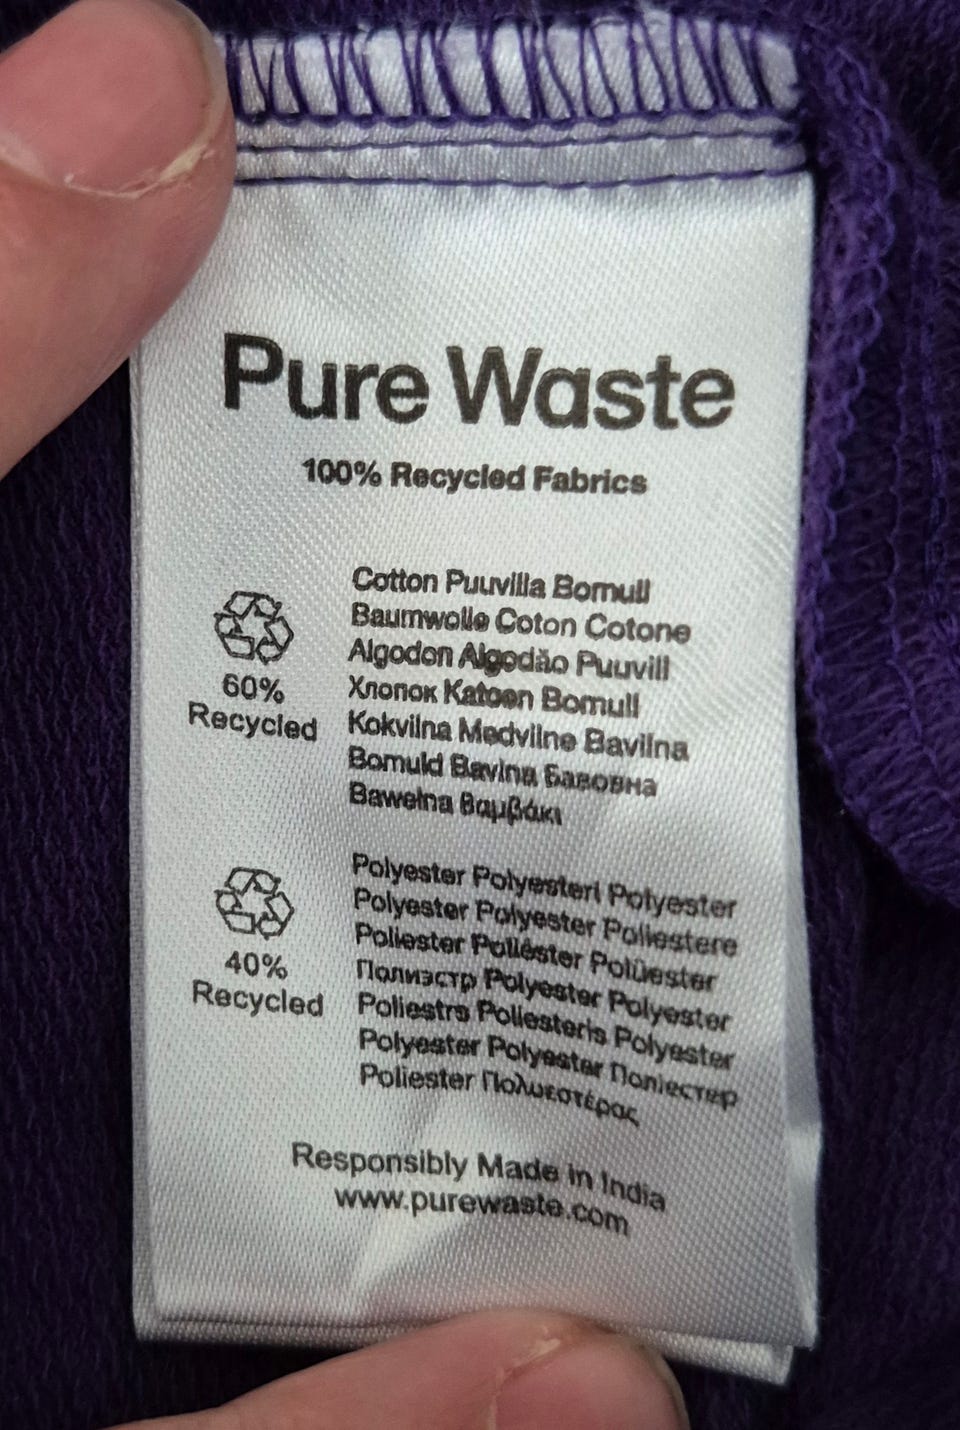 Pure Waste
100% Recycled Fabrics
60%
Recycled
Cotton Puuvilla Bomull
Baumwolle Coton Cotone
Algodon Algodão Puuvill
Хлопок Katoen Bomull
Kokvilna Medvilne Bavlna
Bomuld Bavlna Бавовна
Bawełna Βαμβάκι
40%
Recycled
Polyester Polyesteri Polyester
Polyester Polyester Poliestere
Poliester Poliéster Polüester
Полиэстр Polyester Polyester
Poliestrs Poliesteris Polyester
Polyester Polyester Поліестер
Poliester Πολυεστέρας
Responsibly Made in India
www.purewaste.com